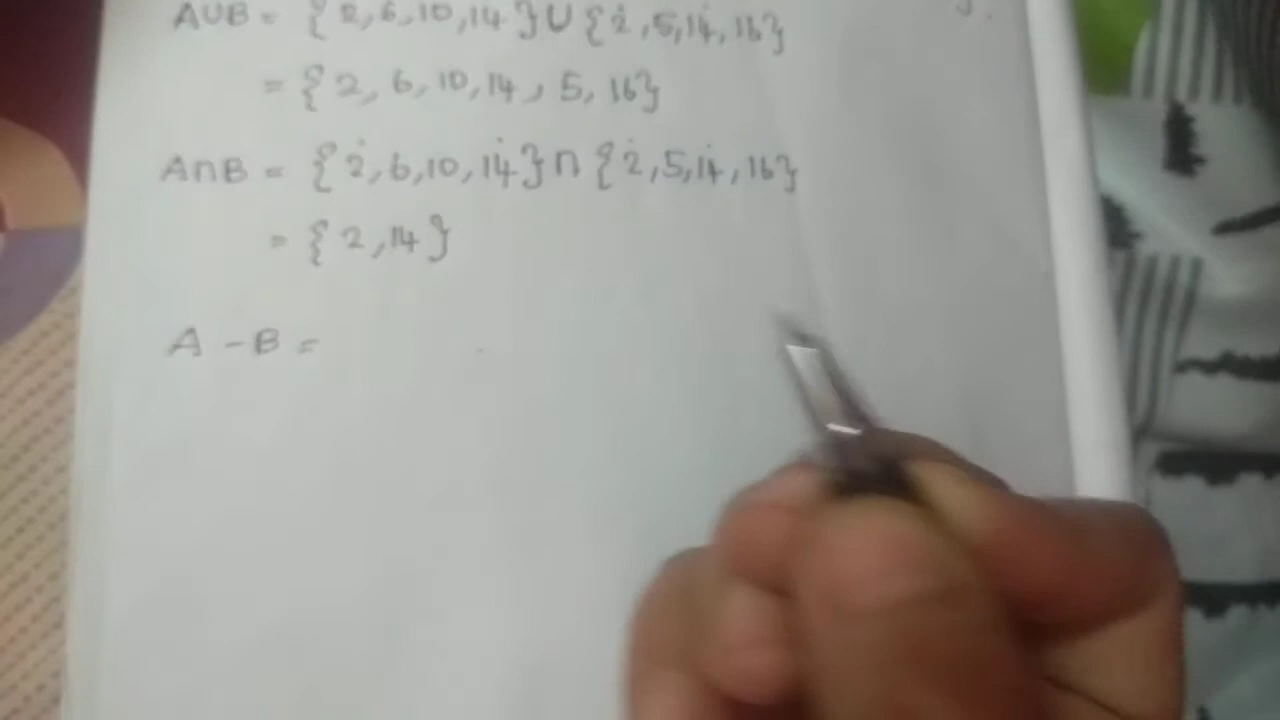 A∪B = {2, 6, 10, 14} ∪ {2, 5, 14, 16}
= {2, 6, 10, 14, 5, 16}
A∩B = {2, 6, 10, 14} ∩ {2, 5, 14, 16}
= {2, 14}
A - B =